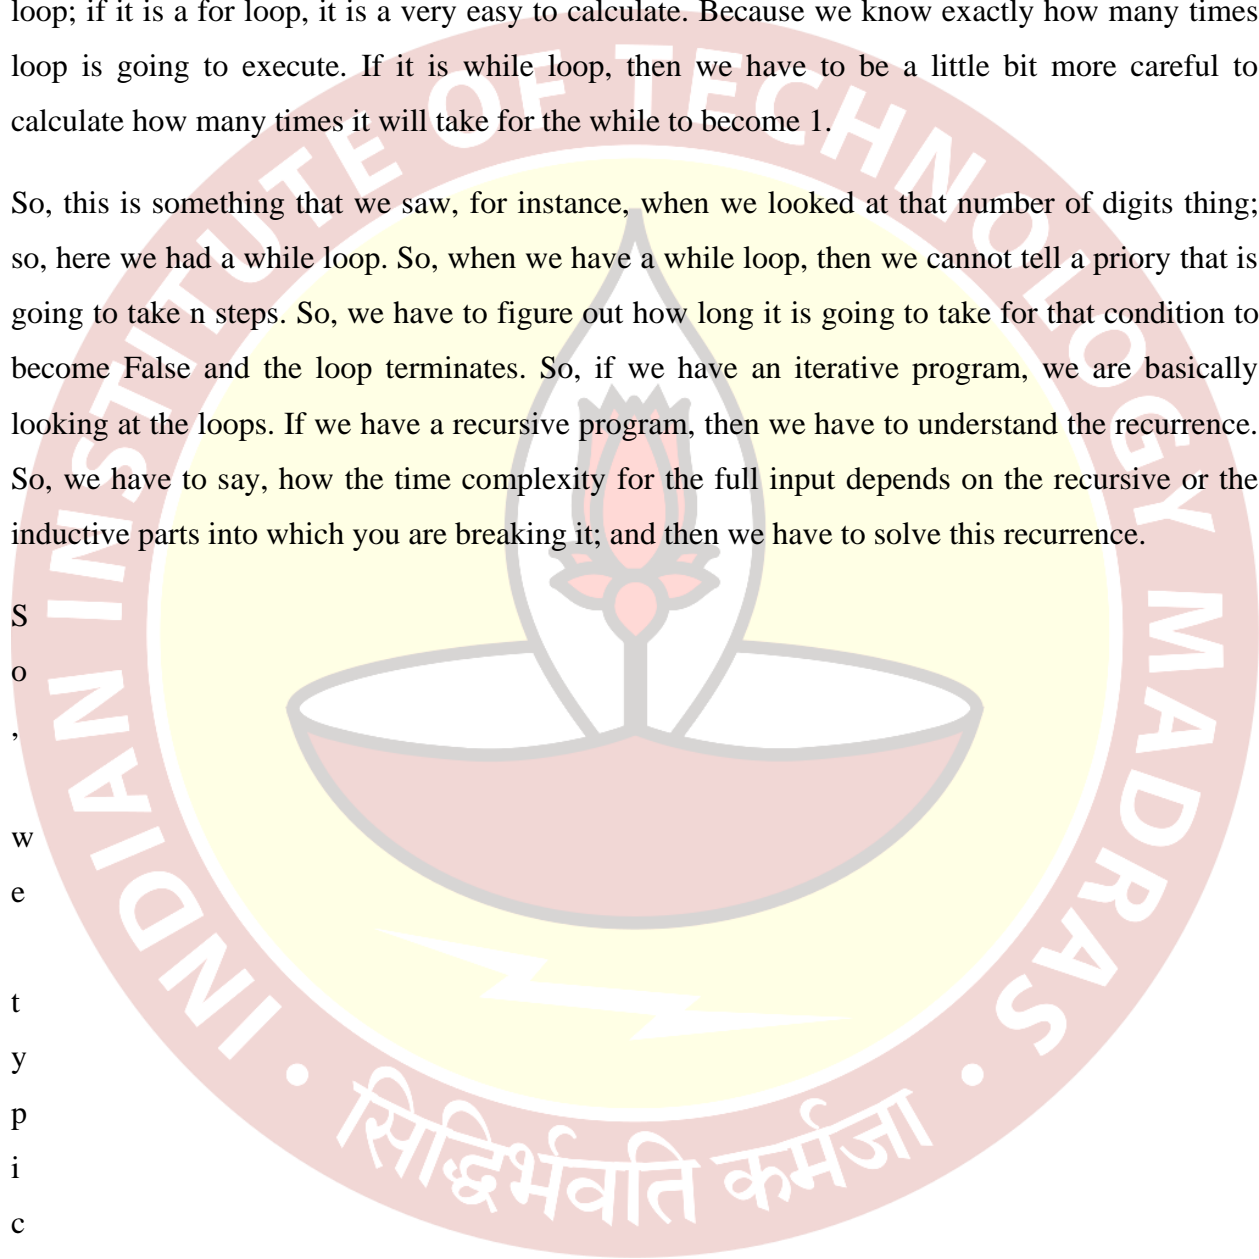 loop; if it is a for loop, it is a very easy to calculate. Because we know exactly how many times
loop is going to execute. If it is while loop, then we have to be a little bit more careful to
calculate how many times it will take for the while to become 1.
So, this is something that we saw, for instance, when we looked at that number of digits thing;
so, here we had a while loop. So, when we have a while loop, then we cannot tell a priory that is
going to take n steps. So, we have to figure out how long it is going to take for that condition to
become False and the loop terminates. So, if we have an iterative program, we are basically
looking at the loops. If we have a recursive program, then we have to understand the recurrence.
So, we have to say, how the time complexity for the full input depends on the recursive or the
inductive parts into which you are breaking it; and then we have to solve this recurrence.
S
o
,
w
e
t
y
p
i
c
INDIAN INSTITUTE OF TECHNOLOGY MADRAS
सिद्धिर्भवति कर्मजा